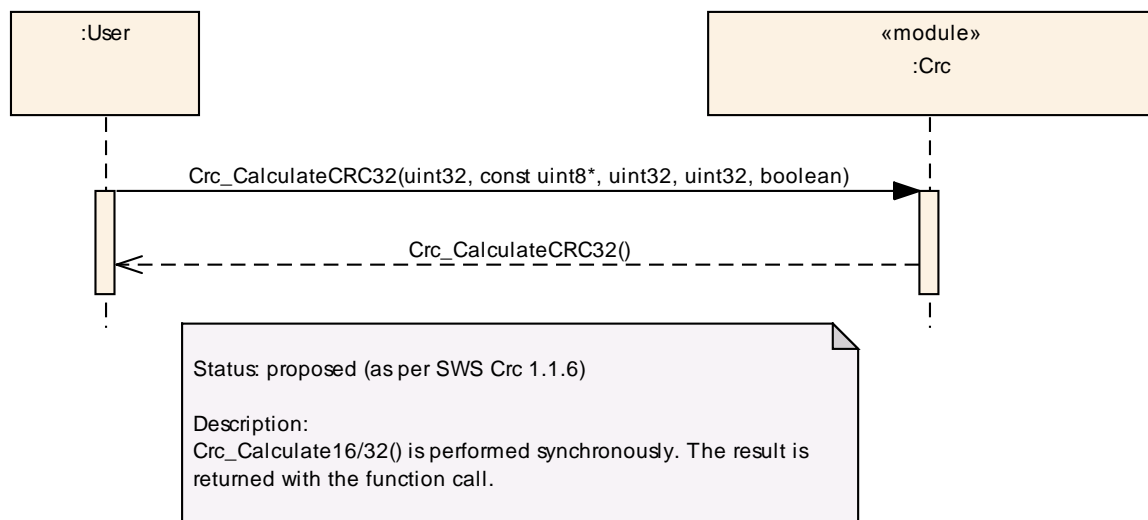 :User
«module»
:Crc
Crc_CalculateCRC32(uint32, const uint8*, uint32, uint32, boolean)
Crc_CalculateCRC32()
Status: proposed (as per SWS Crc 1.1.6)
Description:
Crc_Calculate16/32() is performed synchronously. The result is
returned with the function call.